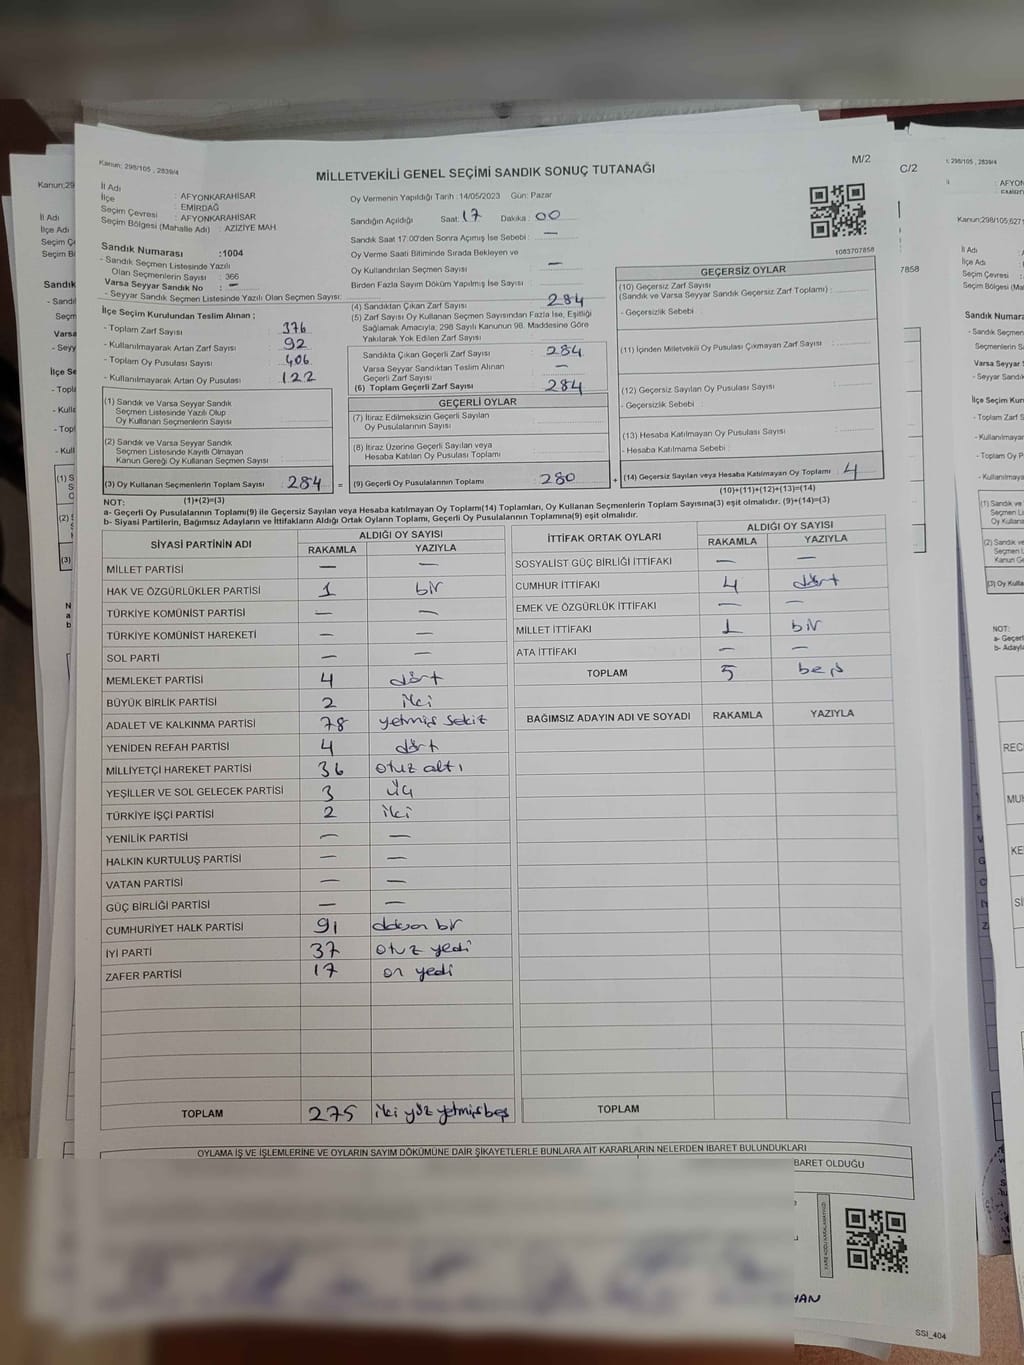 Kanun: 298/105 , 2839/4
M/2
MİLLETVEKİLİ GENEL SEÇİMİ SANDIK SONUÇ TUTANAĞI
İl Adı : AFYONKARAHİSAR
İlçe : EMİRDAĞ
Seçim Çevresi : AFYONKARAHİSAR
Seçim Bölgesi (Mahalle Adı) : AZİZİYE MAH.
Oy Vermenin Yapıldığı Tarih : 14/05/2023 Gün: Pazar
Sandığın Açıldığı Saat: 17 Dakika : 00
Sandık Saat 17:00'den Sonra Açılmış İse Sebebi : —
Oy Verme Saati Bitiminde Sırada Bekleyen ve
Oy Kullandırılan Seçmen Sayısı —
Birden Fazla Sayım Döküm Yapılmış İse Sayısı :
1083707858
Sandık Numarası :1004
- Sandık Seçmen Listesinde Yazılı
Olan Seçmenlerin Sayısı : 366
Varsa Seyyar Sandık No : —
- Seyyar Sandık Seçmen Listesinde Yazılı Olan Seçmen Sayısı:
İlçe Seçim Kurulundan Teslim Alınan ;
- Toplam Zarf Sayısı : 376
- Kullanılmayarak Artan Zarf Sayısı : 92
- Toplam Oy Pusulası Sayısı : 406
- Kullanılmayarak Artan Oy Pusulası : 122
(1) Sandık ve Varsa Seyyar Sandık
Seçmen Listesinde Yazılı Olup
Oy Kullanan Seçmenlerin Sayısı
(2) Sandık ve Varsa Seyyar Sandık
Seçmen Listesinde Kayıtlı Olmayan
Kanun Gereği Oy Kullanan Seçmen Sayısı :
(3) Oy Kullanan Seçmenlerin Toplam Sayısı : 284 =
(4) Sandıktan Çıkan Zarf Sayısı : 284
(5) Zarf Sayısı Oy Kullanan Seçmen Sayısından Fazla İse, Eşitliği
Sağlamak Amacıyla, 298 Sayılı Kanunun 98. Maddesine Göre
Yakılarak Yok Edilen Zarf Sayısı :
Sandıkta Çıkan Geçerli Zarf Sayısı : 284
Varsa Seyyar Sandıktan Teslim Alınan
Geçerli Zarf Sayısı : —
(6) Toplam Geçerli Zarf Sayısı : 284
GEÇERLİ OYLAR
(7) İtiraz Edilmeksizin Geçerli Sayılan
Oy Pusulalarının Sayısı :
(8) İtiraz Üzerine Geçerli Sayılan veya
Hesaba Katılan Oy Pusulası Toplamı :
(9) Geçerli Oy Pusulalarının Toplamı : 280 +
GEÇERSİZ OYLAR
(10) Geçersiz Zarf Sayısı
(Sandık ve Varsa Seyyar Sandık Geçersiz Zarf Toplamı) :
- Geçersizlik Sebebi :
(11) İçinden Milletvekili Oy Pusulası Çıkmayan Zarf Sayısı :
(12) Geçersiz Sayılan Oy Pusulası Sayısı :
- Geçersizlik Sebebi :
(13) Hesaba Katılmayan Oy Pusulası Sayısı :
- Hesaba Katılmama Sebebi :
(14) Geçersiz Sayılan veya Hesaba Katılmayan Oy Toplamı : 4
(1)+(2)=(3)
(10)+(11)+(12)+(13)=(14)
NOT:
a- Geçerli Oy Pusulalarının Toplamı(9) ile Geçersiz Sayılan veya Hesaba katılmayan Oy Toplamı(14) Toplamları, Oy Kullanan Seçmenlerin Toplam Sayısına(3) eşit olmalıdır. (9)+(14)=(3)
b- Siyasi Partilerin, Bağımsız Adayların ve İttifakların Aldığı Ortak Oyların Toplamı, Geçerli Oy Pusulalarının Toplamına(9) eşit olmalıdır.
SİYASİ PARTİNİN ADI ALDIĞI OY SAYISI
RAKAMLA YAZIYLA
MİLLET PARTİSİ — —
HAK VE ÖZGÜRLÜKLER PARTİSİ 1 bir
TÜRKİYE KOMÜNİST PARTİSİ — —
TÜRKİYE KOMÜNİST HAREKETİ — —
SOL PARTİ — —
MEMLEKET PARTİSİ 4 dört
BÜYÜK BİRLİK PARTİSİ 2 iki
ADALET VE KALKINMA PARTİSİ 78 yetmiş sekiz
YENİDEN REFAH PARTİSİ 4 dört
MİLLİYETÇİ HAREKET PARTİSİ 36 otuz altı
YEŞİLLER VE SOL GELECEK PARTİSİ 3 üç
TÜRKİYE İŞÇİ PARTİSİ 2 iki
YENİLİK PARTİSİ — —
HALKIN KURTULUŞ PARTİSİ — —
VATAN PARTİSİ — —
GÜÇ BİRLİĞİ PARTİSİ — —
CUMHURİYET HALK PARTİSİ 91 doksan bir
İYİ PARTİ 37 otuz yedi
ZAFER PARTİSİ 17 on yedi
TOPLAM 275 iki yüz yetmişbeş
İTTİFAK ORTAK OYLARI ALDIĞI OY SAYISI
RAKAMLA YAZIYLA
SOSYALİST GÜÇ BİRLİĞİ İTTİFAKI — —
CUMHUR İTTİFAKI 4 dört
EMEK VE ÖZGÜRLÜK İTTİFAKI — —
MİLLET İTTİFAKI 1 bir
ATA İTTİFAKI — —
TOPLAM 5 beş
BAĞIMSIZ ADAYIN ADI VE SOYADI RAKAMLA YAZIYLA
TOPLAM
OYLAMA İŞ VE İŞLEMLERİNE VE OYLARIN SAYIM DÖKÜMÜNE DAİR ŞİKAYETLERLE BUNLARA AİT KARARLARIN NELERDEN İBARET BULUNDUKLARI
BARET OLDUĞU
HAN
SSI_404
C/2
7858